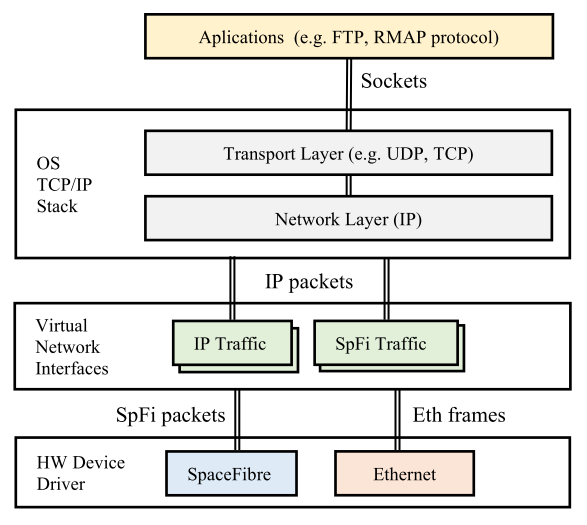 Aplications (e.g. FTP, RMAP protocol)
Sockets
OS
TCP/IP
Stack
Transport Layer (e.g. UDP, TCP)
Network Layer (IP)
IP packets
Virtual
Network
Interfaces
IP Traffic
SpFi Traffic
SpFi packets
Eth frames
HW Device
Driver
SpaceFibre
Ethernet